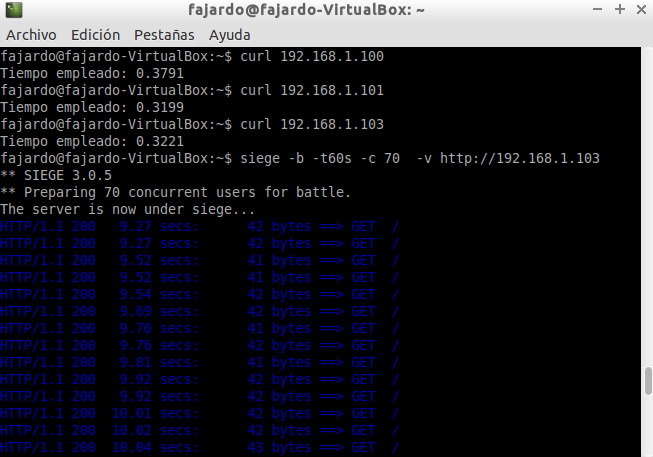 fajardo@fajardo-VirtualBox: ~
Archivo Edición Pestañas Ayuda
fajardo@fajardo-VirtualBox:~$ curl 192.168.1.100
Tiempo empleado: 0.3791
fajardo@fajardo-VirtualBox:~$ curl 192.168.1.101
Tiempo empleado: 0.3199
fajardo@fajardo-VirtualBox:~$ curl 192.168.1.103
Tiempo empleado: 0.3221
fajardo@fajardo-VirtualBox:~$ siege -b -t60s -c 70  -v http://192.168.1.103
** SIEGE 3.0.5
** Preparing 70 concurrent users for battle.
The server is now under siege...
HTTP/1.1 200   9.27 secs:      42 bytes ==> GET  /
HTTP/1.1 200   9.27 secs:      42 bytes ==> GET  /
HTTP/1.1 200   9.52 secs:      41 bytes ==> GET  /
HTTP/1.1 200   9.52 secs:      41 bytes ==> GET  /
HTTP/1.1 200   9.54 secs:      42 bytes ==> GET  /
HTTP/1.1 200   9.69 secs:      42 bytes ==> GET  /
HTTP/1.1 200   9.70 secs:      41 bytes ==> GET  /
HTTP/1.1 200   9.76 secs:      42 bytes ==> GET  /
HTTP/1.1 200   9.81 secs:      41 bytes ==> GET  /
HTTP/1.1 200   9.92 secs:      42 bytes ==> GET  /
HTTP/1.1 200   9.92 secs:      42 bytes ==> GET  /
HTTP/1.1 200  10.01 secs:      42 bytes ==> GET  /
HTTP/1.1 200  10.02 secs:      42 bytes ==> GET  /
HTTP/1.1 200  10.04 secs:      43 bytes ==> GET  /